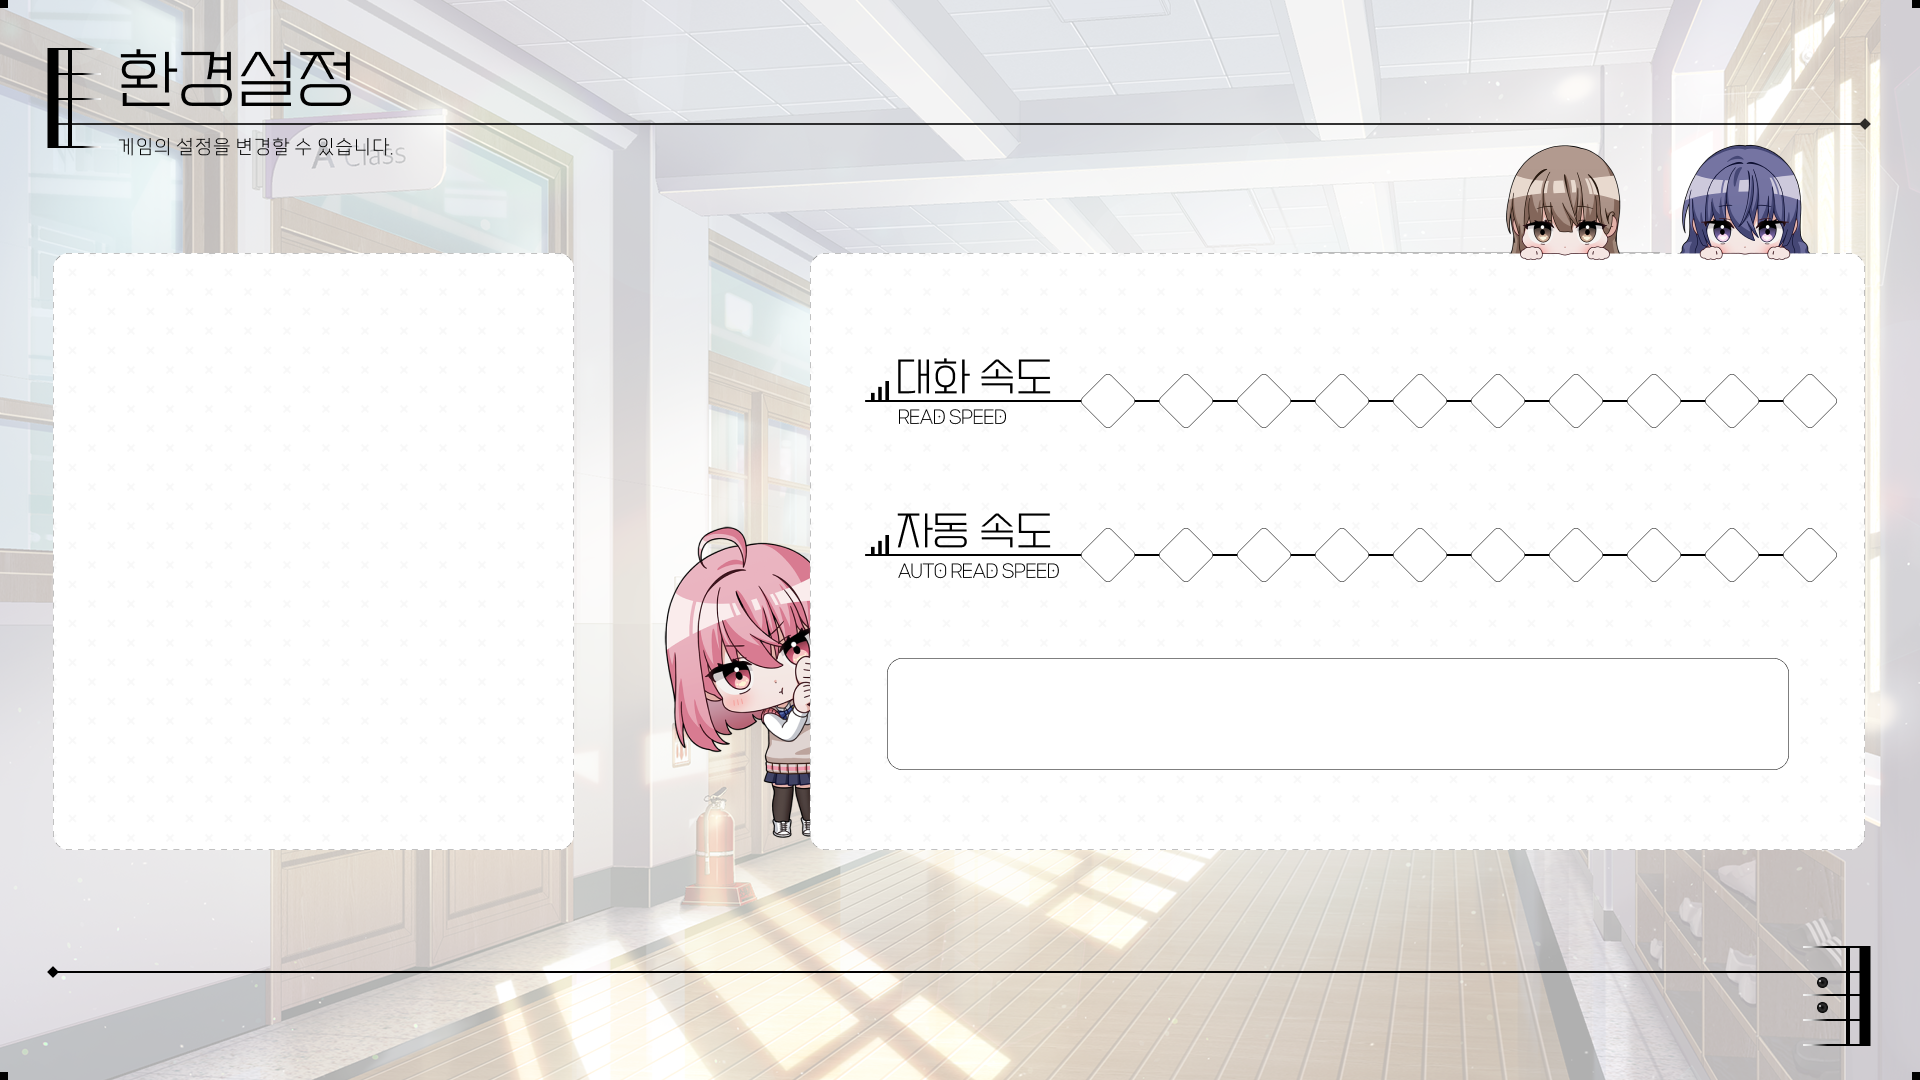 환경설정
게임의 설정을 변경할 수 있습니다.
A Class
대화 속도
READ SPEED
자동 속도
AUTO READ SPEED